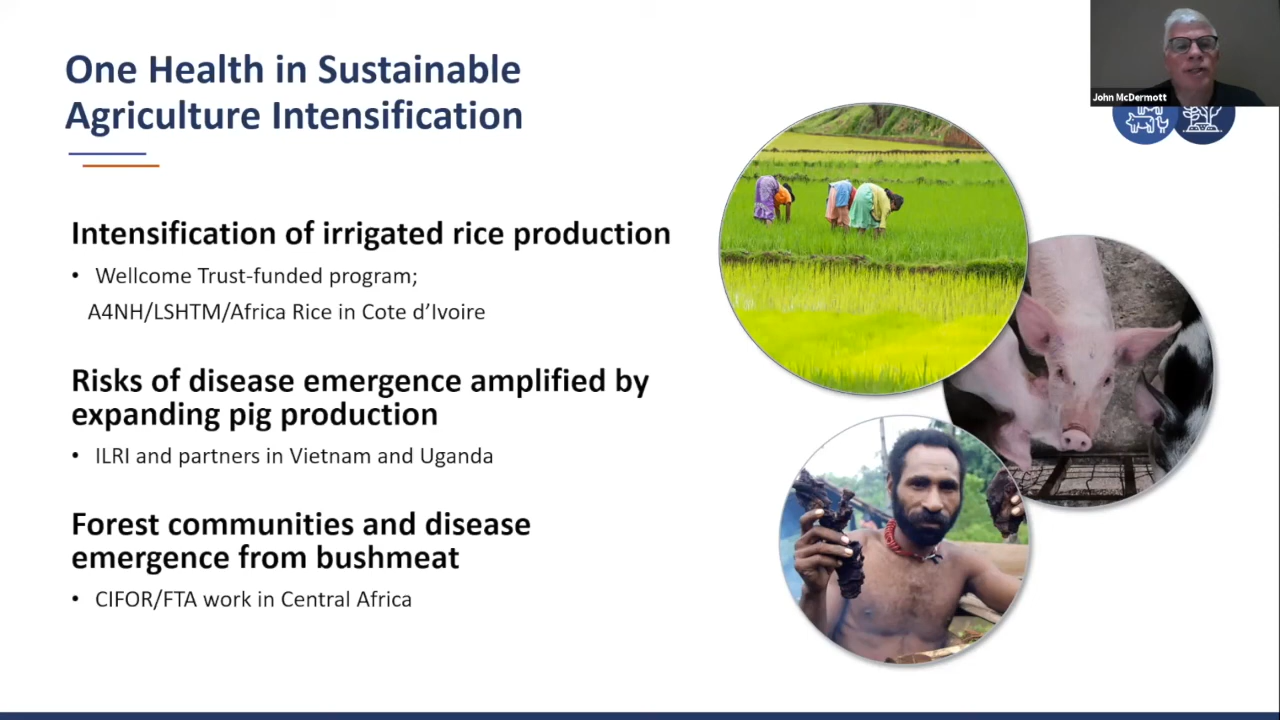 One Health in Sustainable
Agriculture Intensification
John McDermott
Intensification of irrigated rice production
• Wellcome Trust-funded program;
A4NH/LSHTM/Africa Rice in Cote d’Ivoire
Risks of disease emergence amplified by
expanding pig production
• ILRI and partners in Vietnam and Uganda
Forest communities and disease
emergence from bushmeat
• CIFOR/FTA work in Central Africa